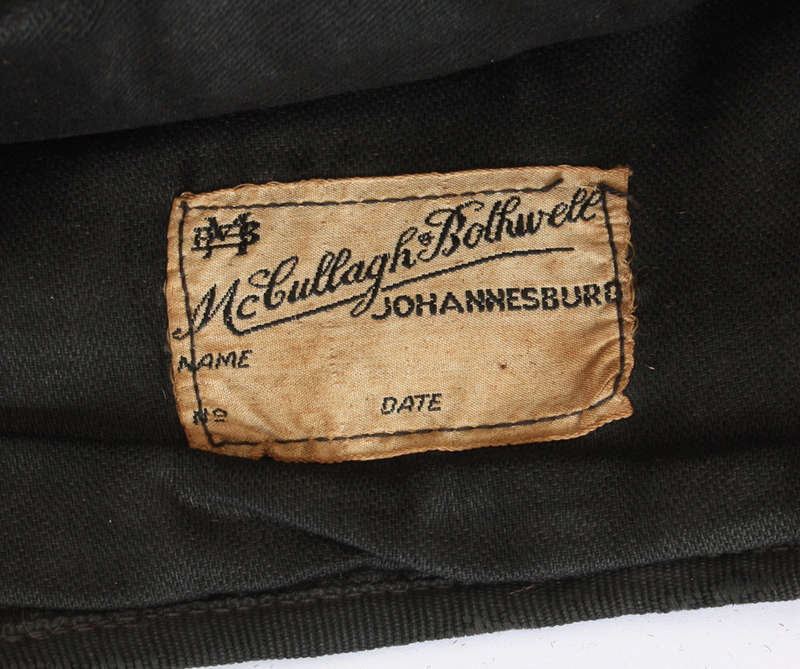 McCullagh & Bothwell
JOHANNESBURG
NAME
No
DATE